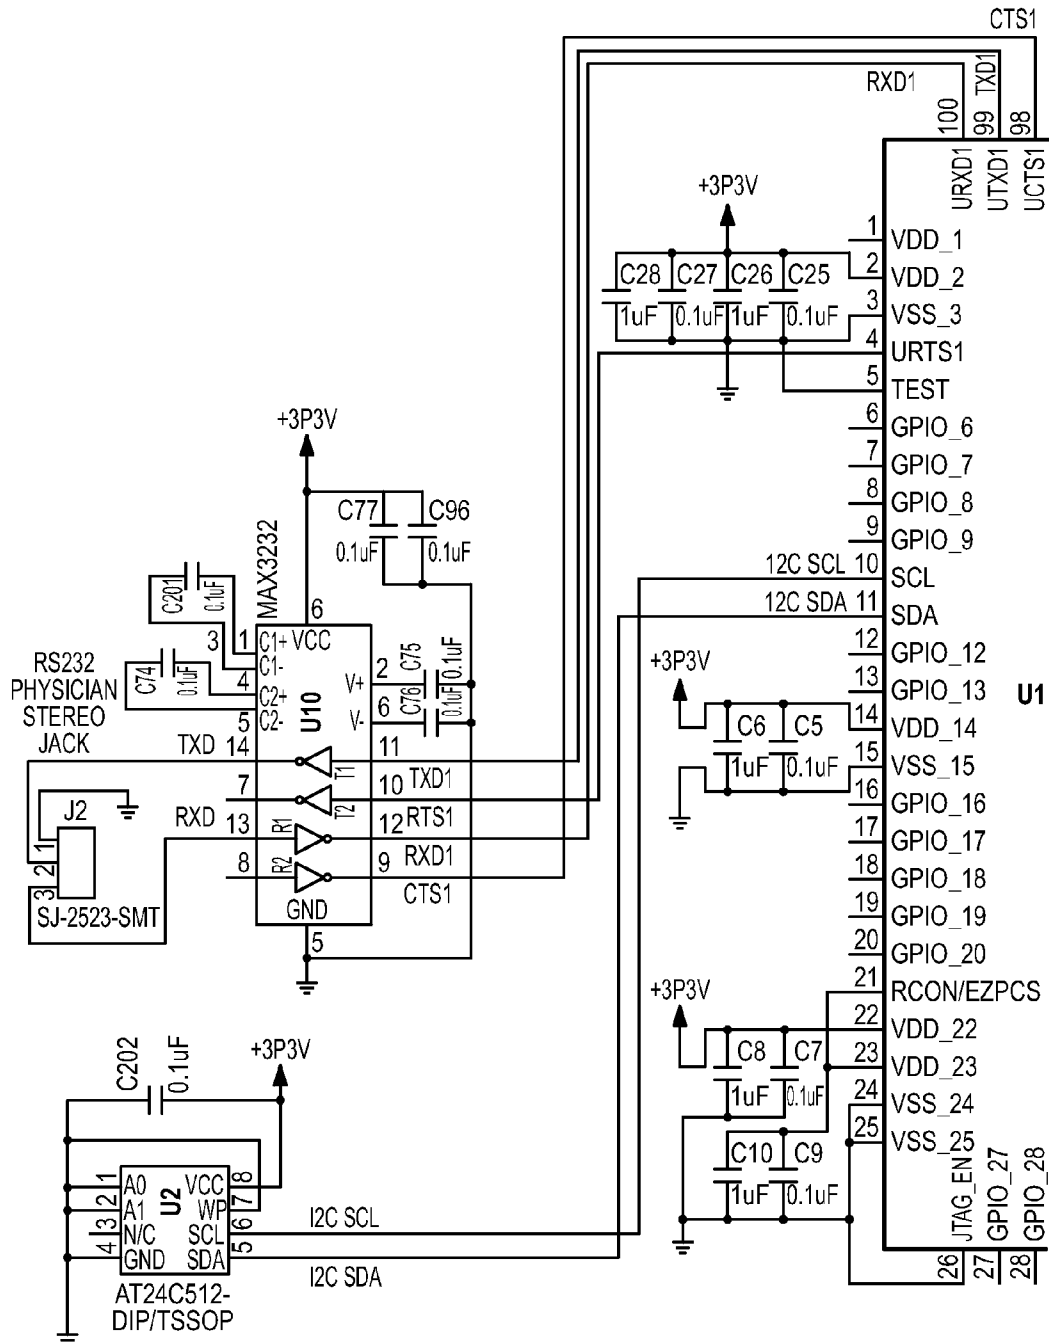 CTS1
RXD1
TXD1
100
99
98
URXD1
UTXD1
UCTS1
+3P3V
1 VDD_1
2 VDD_2
3 VSS_3
4 URTS1
5 TEST
6 GPIO_6
7 GPIO_7
8 GPIO_8
9 GPIO_9
C28 C27 C26 C25
1uF 0.1uF 1uF 0.1uF
+3P3V
C77 C96
0.1uF 0.1uF
MAX3232
12C SCL 10 SCL
12C SDA 11 SDA
12 GPIO_12
13 GPIO_13
14 VDD_14
15 VSS_15
16 GPIO_16
17 GPIO_17
18 GPIO_18
19 GPIO_19
20 GPIO_20
21 RCON/EZPCS
22 VDD_22
23 VDD_23
24 VSS_24
25 VSS_25
U1
C201
0.1uF
C74
0.1uF
6
VCC
3 1 C1+
C1-
4 C2+
5 C2-
U10
2 V+
6 V-
C75
0.1uF
C76
0.1uF
RS232
PHYSICIAN
STEREO
JACK
TXD 14
T1
11
TXD1
7
T2
10
RTS1
RXD 13
R1
12
RXD1
8
R2
9
CTS1
GND
5
J2
1
2
3
SJ-2523-SMT
+3P3V
C6 C5
1uF 0.1uF
+3P3V
C8 C7
1uF 0.1uF
C10 C9
1uF 0.1uF
JTAG_EN
GPIO_27
GPIO_28
26
27
28
C202
0.1uF
+3P3V
1 A0
2 A1
3 N/C
4 GND
U2
VCC 8
WP 7
SCL 6
SDA 5
I2C SCL
I2C SDA
AT24C512-
DIP/TSSOP